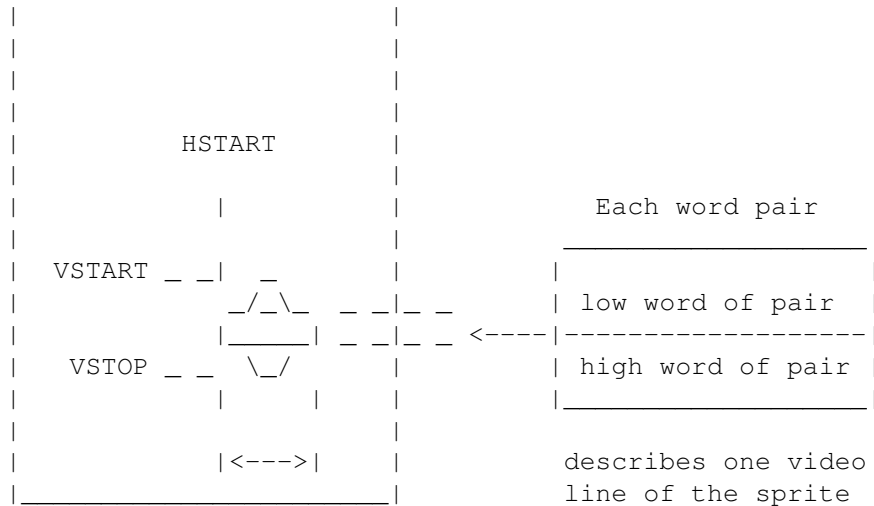 HSTART
Each word pair
VSTART
low word of pair
VSTOP
high word of pair
describes one video
line of the sprite